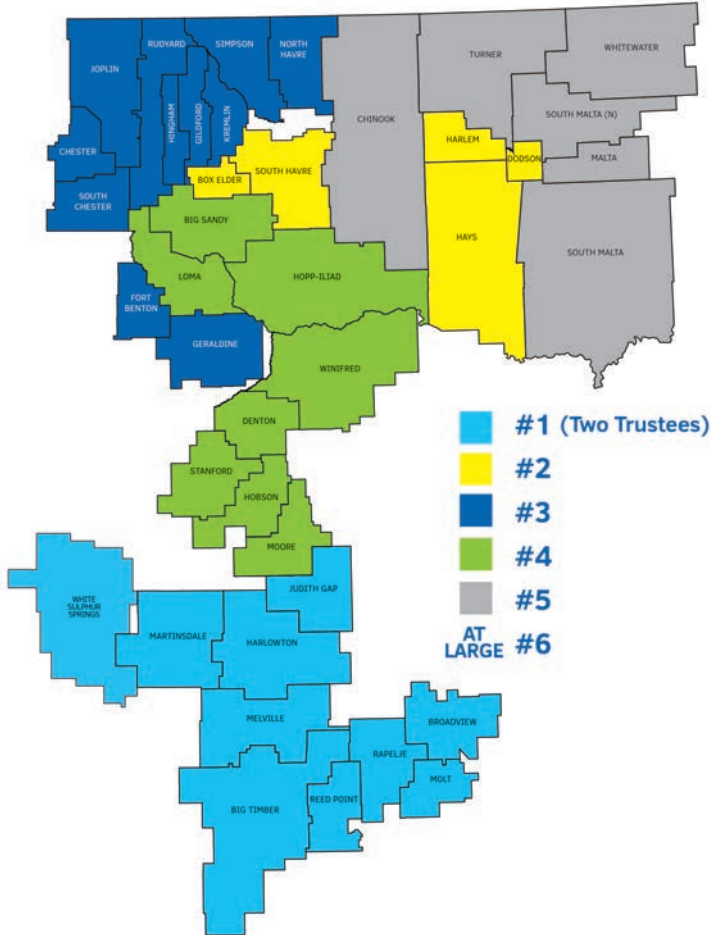 RUDYARD
SIMPSON
NORTH
HAVRE
JOPLIN
TURNER
WHITEWATER
HINGHAM
GILDFORD
KREMLIN
CHINOOK
SOUTH MALTA (N)
CHESTER
HARLEM
DODSON
MALTA
BOX ELDER
SOUTH HAVRE
SOUTH
CHESTER
BIG SANDY
HAYS
SOUTH MALTA
LOMA
HOPP-ILIAD
FORT
BENTON
GERALDINE
WINIFRED
DENTON
STANFORD
HOBSON
MOORE
#1 (Two Trustees)
#2
#3
#4
#5
AT
LARGE #6
JUDITH GAP
WHITE
SULPHUR
SPRINGS
MARTINSDALE
HARLOWTON
MELVILLE
BROADVIEW
RAPELJE
MOLT
BIG TIMBER
REED POINT